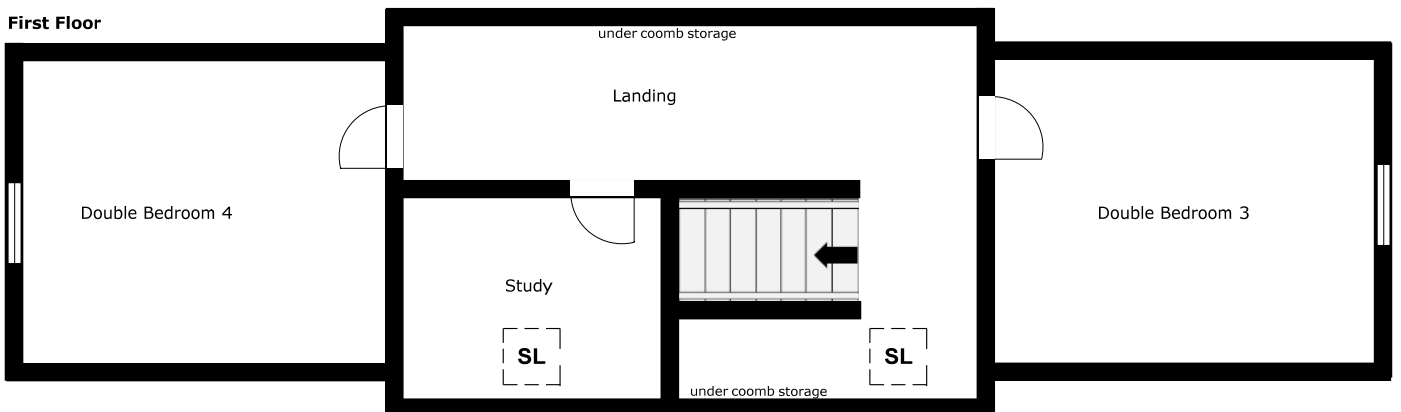 First Floor
under coomb storage
Landing
Double Bedroom 4
Double Bedroom 3
Study
SL
SL
under coomb storage